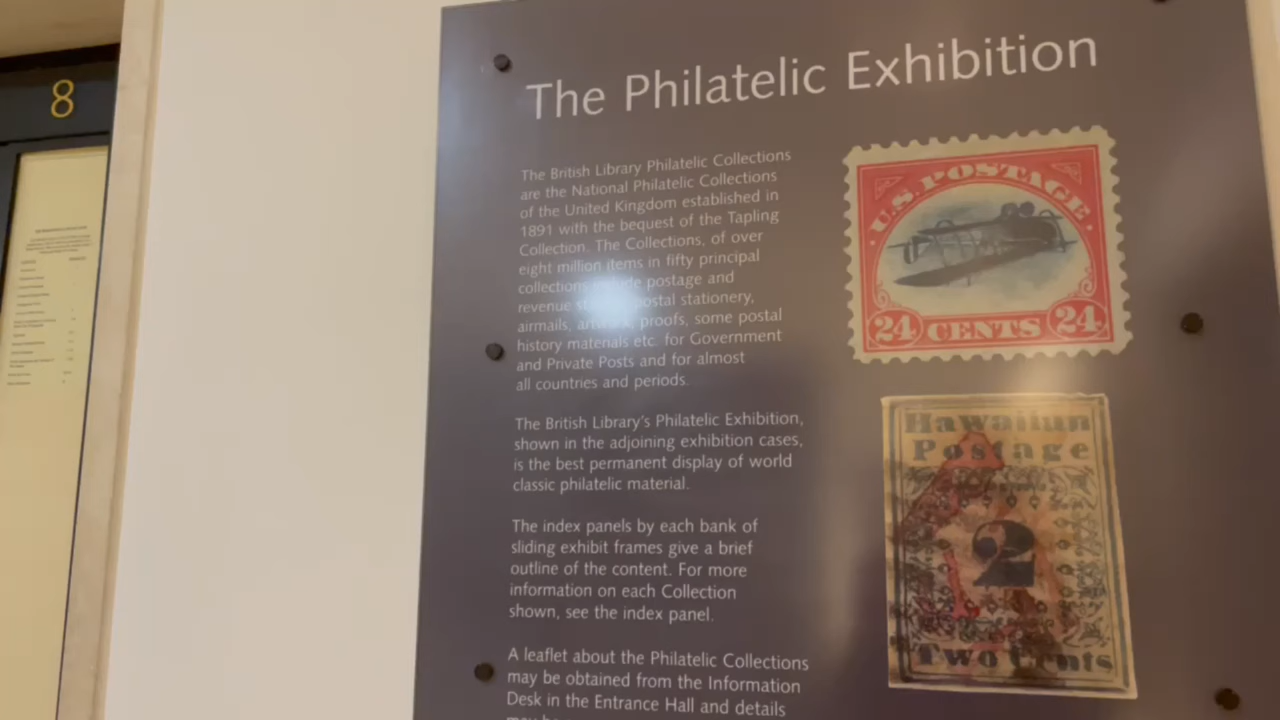 8
The Philatelic Exhibition
The British Library Philatelic Collections
are the National Philatelic Collections
of the United Kingdom established in
1891 with the bequest of the Tapling
Collection. The Collections, of over
eight million items in fifty principal
collections include postage and
revenue postal stationery,
airmails, artwork, proofs, some postal
history materials etc. for Government
and Private Posts and for almost
all countries and periods.
The British Library's Philatelic Exhibition,
shown in the adjoining exhibition cases,
is the best permanent display of world
classic philatelic material.
The index panels by each bank of
sliding exhibit frames give a brief
outline of the content. For more
information on each Collection
shown, see the index panel.
A leaflet about the Philatelic Collections
may be obtained from the Information
Desk in the Entrance Hall and details
U.S. POSTAGE
24 CENTS 24
Hawaiian
Postage
2
Two Cents